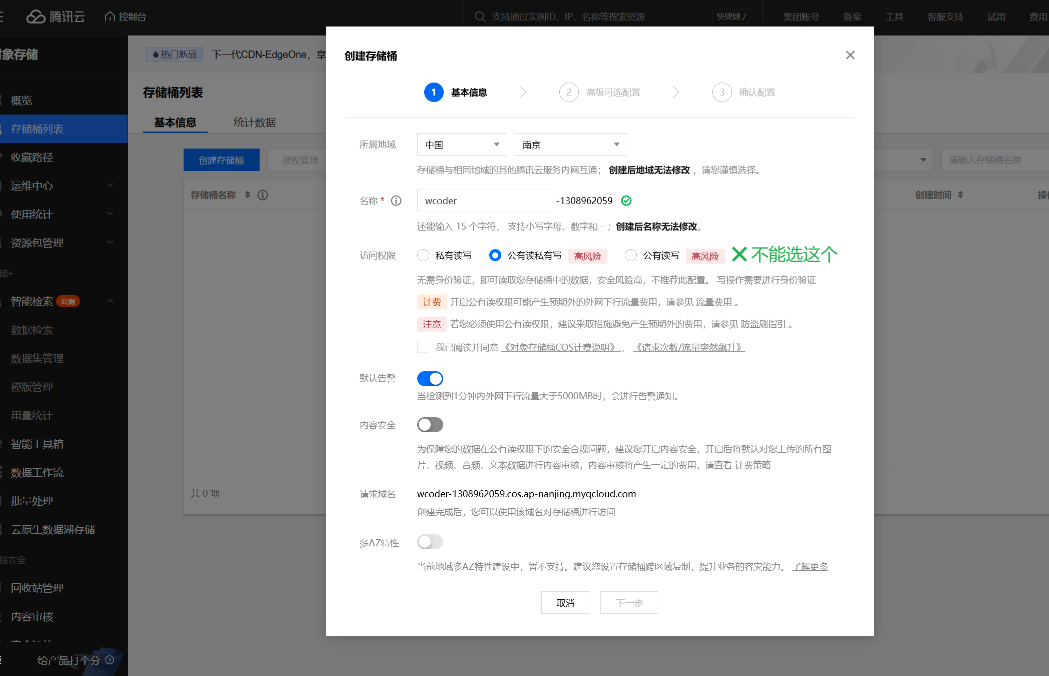 腾讯云
控制台
支持通过实例ID、IP、名称等搜索资源
快捷键 /
集团账号
备案
工具
客服支持
试用
费用
对象存储
热门新品
下一代CDN-EdgeOne，享
概览
存储桶列表
收藏路径
运维中心
使用统计
资源包管理
储+
智能检索 公测
数据检索
数据集管理
模版管理
用量统计
智能工具箱
数据工作流
批量处理
云原生数据湖存储
储安全
回收站管理
内容审核
给产品打个分
存储桶列表
基本信息
统计数据
创建存储桶
授权管理
请输入存储桶名称
存储桶名称
创建时间
操
共 0 项
创建存储桶
1 基本信息
2 高级可选配置
3 确认配置
所属地域
中国
南京
存储桶与相同地域的其他腾讯云服务内网互通；创建后地域无法修改，请您谨慎选择。
名称 *
wcoder
-1308962059
还能输入 15 个字符， 支持小写字母、数字和 - ；创建后名称无法修改。
访问权限
私有读写
公有读私有写 高风险
公有读写 高风险
不能选这个
无需身份验证，即可读取您存储桶中的数据，安全风险高，不推荐此配置。 写操作需要进行身份验证
计费 开启公有读权限可能产生预期外的外网下行流量费用，请参见 流量费用 。
注意 若您必须使用公有读权限，建议采取措施避免产生预期外的费用，请参见 防盗刷指引 。
我已阅读并同意 《对象存储桶COS计费说明》 、 《请求次数/流量突然飙升》
默认告警
当检测到1分钟内外网下行流量大于5000MB时，会进行告警通知。
内容安全
为保障您的数据在公有读权限下的安全合规问题，建议您开启内容安全，开启后将默认对您上传的所有图
片、视频、音频、文本数据进行内容审核，内容审核将产生一定的费用，请查看 计费策略
请求域名
wcoder-1308962059.cos.ap-nanjing.myqcloud.com
创建完成后，您可以使用该域名对存储桶进行访问
多AZ特性
当前地域多AZ特性建设中，暂不支持。建议您设置存储桶跨区域复制，提升业务的容灾能力。 了解更多
取消
下一步